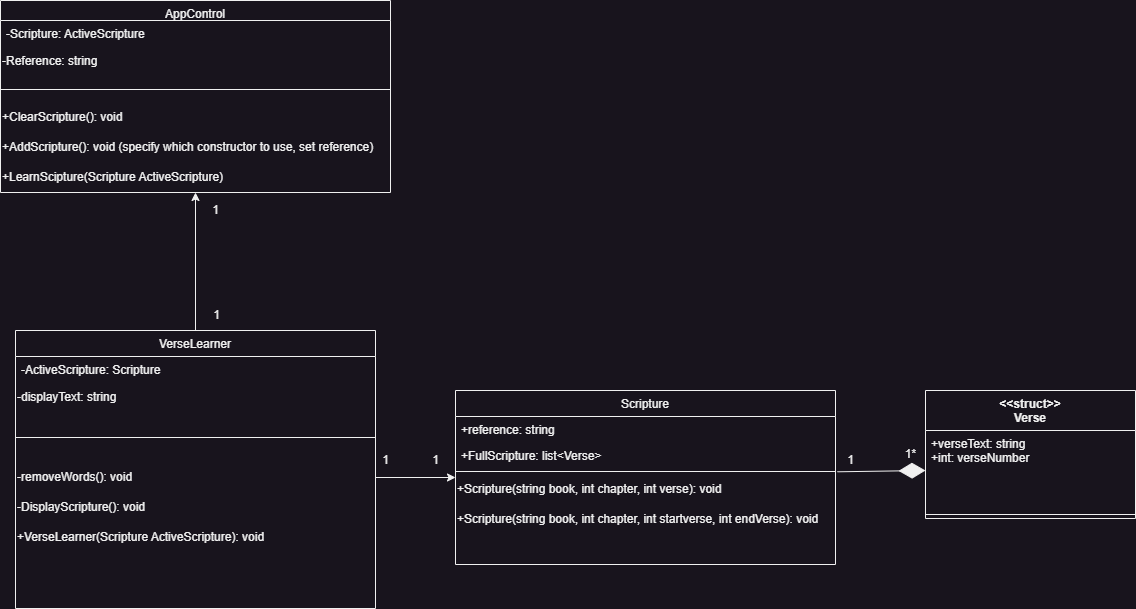 AppControl
-Scripture: ActiveScripture
-Reference: string
+ClearScripture(): void
+AddScripture(): void (specify which constructor to use, set reference)
+LearnScipture(Scripture ActiveScripture)
1
1
VerseLearner
-ActiveScripture: Scripture
-displayText: string
-removeWords(): void
-DisplayScripture(): void
+VerseLearner(Scripture ActiveScripture): void
1
1
Scripture
+reference: string
+FullScripture: list<Verse>
+Scripture(string book, int chapter, int verse): void
+Scripture(string book, int chapter, int startverse, int endVerse): void
1
1*
<<struct>>
Verse
+verseText: string
+int: verseNumber